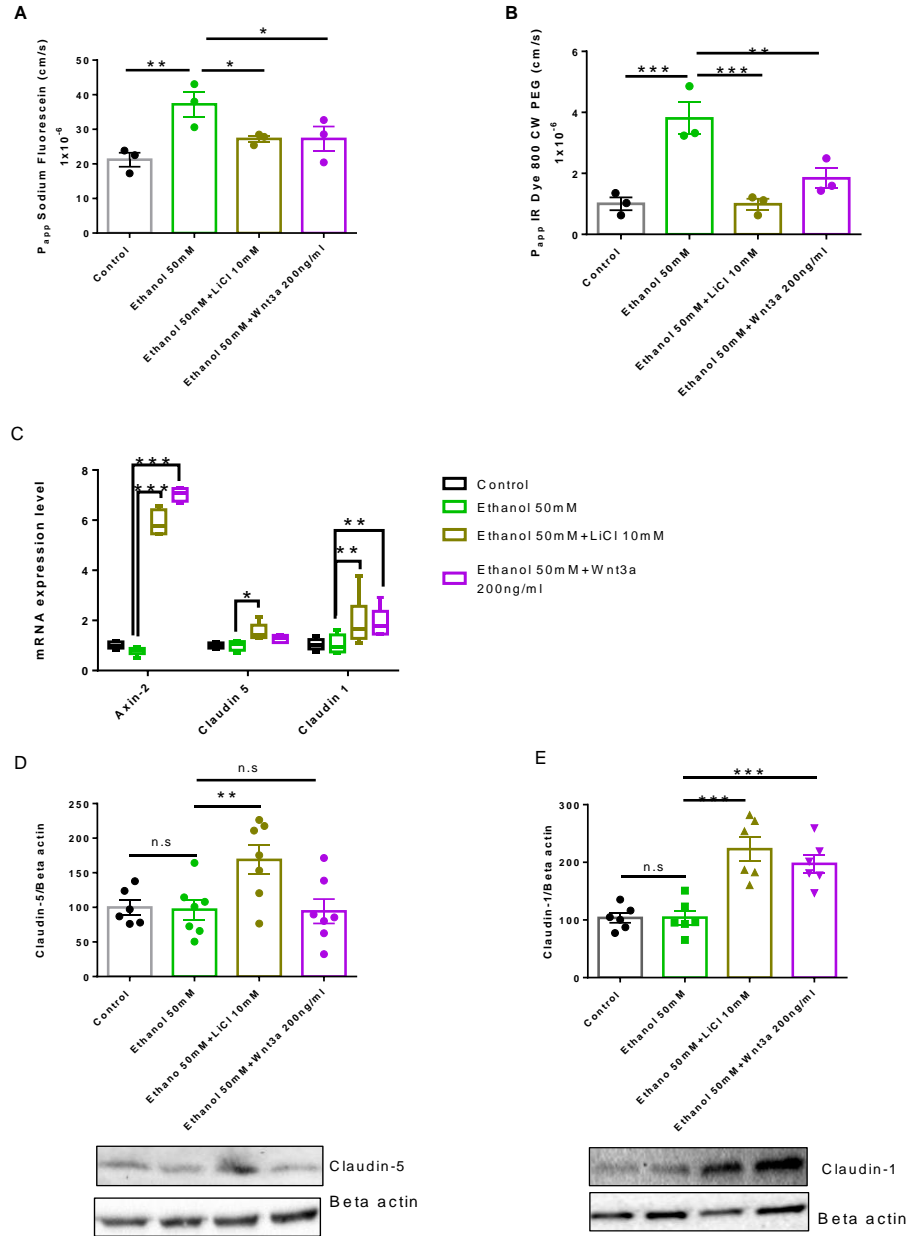 A
P_app Sodium Fluorescein (cm/s)
1x10^-6
50
40
30
20
10
0
**
*
*
Control
Ethanol 50mM
Ethanol 50mM+LiCl 10mM
Ethanol 50mM+Wnt3a 200ng/ml
B
P_app IR Dye 800 CW PEG (cm/s)
1x10^-6
6
4
2
0
***
***
**
Control
Ethanol 50mM
Ethanol 50mM+LiCl 10mM
Ethanol 50mM+Wnt3a 200ng/ml
C
mRNA expression level
8
6
4
2
0
***
***
*
**
**
Axin-2
Claudin 5
Claudin 1
Control
Ethanol 50mM
Ethanol 50mM+LiCl 10mM
Ethanol 50mM+Wnt3a
200ng/ml
D
Claudin-5/Beta actin
250
200
150
100
50
0
n.s
**
n.s
Control
Ethanol 50mM
Ethano 50mM+LiCl 10mM
Ethanol 50mM+Wnt3a 200ng/ml
Claudin-5
Beta actin
E
Claudin-1/Beta actin
300
200
100
0
n.s
***
***
Control
Ethanol 50mM
Ethanol 50mM+LiCl 10mM
Ethanol 50mM+Wnt3a 200ng/ml
Claudin-1
Beta actin